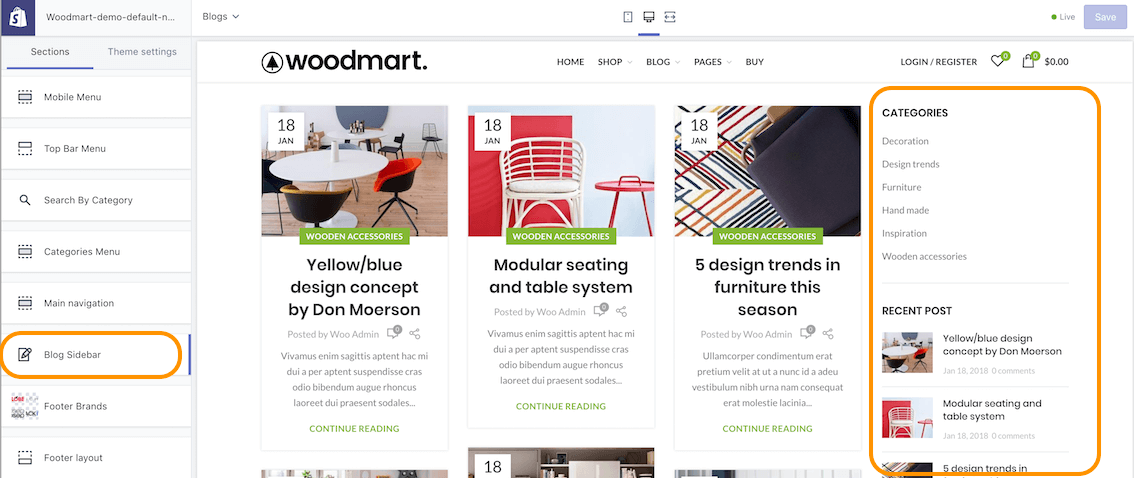 Woodmart-demo-default-n...
Blogs
Live
Save
Sections
Theme settings
Mobile Menu
Top Bar Menu
Search By Category
Categories Menu
Main navigation
Blog Sidebar
Footer Brands
Footer layout
woodmart.
HOME SHOP BLOG PAGES BUY
LOGIN / REGISTER 0 0 $0.00
18
JAN
WOODEN ACCESSORIES
Yellow/blue
design concept
by Don Moerson
Posted by Woo Admin 0
Vivamus enim sagittis aptent hac mi
dui a per aptent suspendisse cras
odio bibendum augue rhoncus
laoreet dui praesent sodales...
CONTINUE READING
18
JAN
WOODEN ACCESSORIES
Modular seating
and table system
Posted by Woo Admin 0
Vivamus enim sagittis aptent hac mi
dui a per aptent suspendisse cras
odio bibendum augue rhoncus
laoreet dui praesent sodales...
CONTINUE READING
18
18
JAN
WOODEN ACCESSORIES
5 design trends in
furniture this
season
Posted by Woo Admin 0
Ullamcorper condimentum erat
pretium velit at ut a nunc id a adeu
vestibulum nibh urna nam consequat
erat molestie lacinia...
CONTINUE READING
CATEGORIES
Decoration
Design trends
Furniture
Hand made
Inspiration
Wooden accessories
RECENT POST
Yellow/blue design
concept by Don Moerson
Jan 18, 2018 0 comments
Modular seating and
table system
Jan 18, 2018 0 comments
5 design trends in